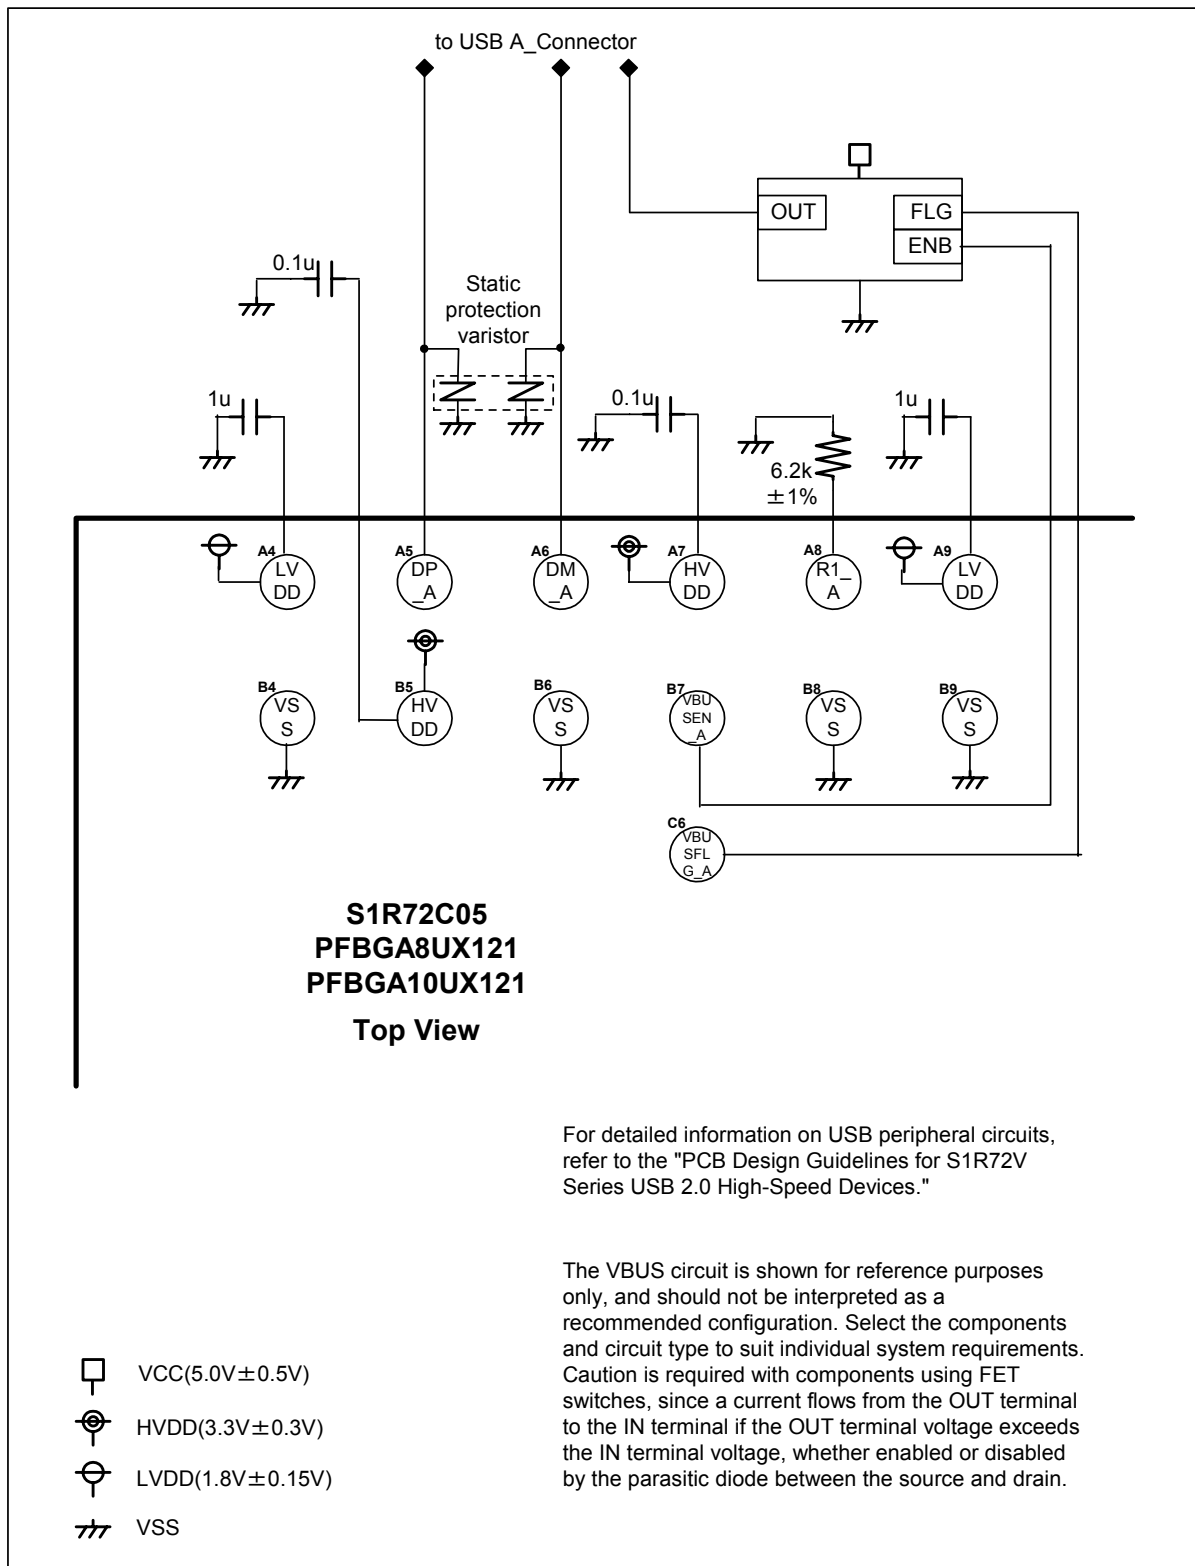 to USB A_Connector
OUT
FLG
ENB
0.1u
Static
protection
varistor
1u
0.1u
6.2k
±1%
1u
A4
LV
DD
A5
DP
_A
A6
DM
_A
A7
HV
DD
A8
R1_
A
A9
LV
DD
B4
VS
S
B5
HV
DD
B6
VS
S
B7
VBU
SEN
_A
B8
VS
S
B9
VS
S
C6
VBU
SFL
G_A
S1R72C05
PFBGA8UX121
PFBGA10UX121
Top View
For detailed information on USB peripheral circuits,
refer to the "PCB Design Guidelines for S1R72V
Series USB 2.0 High-Speed Devices."
The VBUS circuit is shown for reference purposes
only, and should not be interpreted as a
recommended configuration. Select the components
and circuit type to suit individual system requirements.
Caution is required with components using FET
switches, since a current flows from the OUT terminal
to the IN terminal if the OUT terminal voltage exceeds
the IN terminal voltage, whether enabled or disabled
by the parasitic diode between the source and drain.
VCC(5.0V±0.5V)
HVDD(3.3V±0.3V)
LVDD(1.8V±0.15V)
VSS